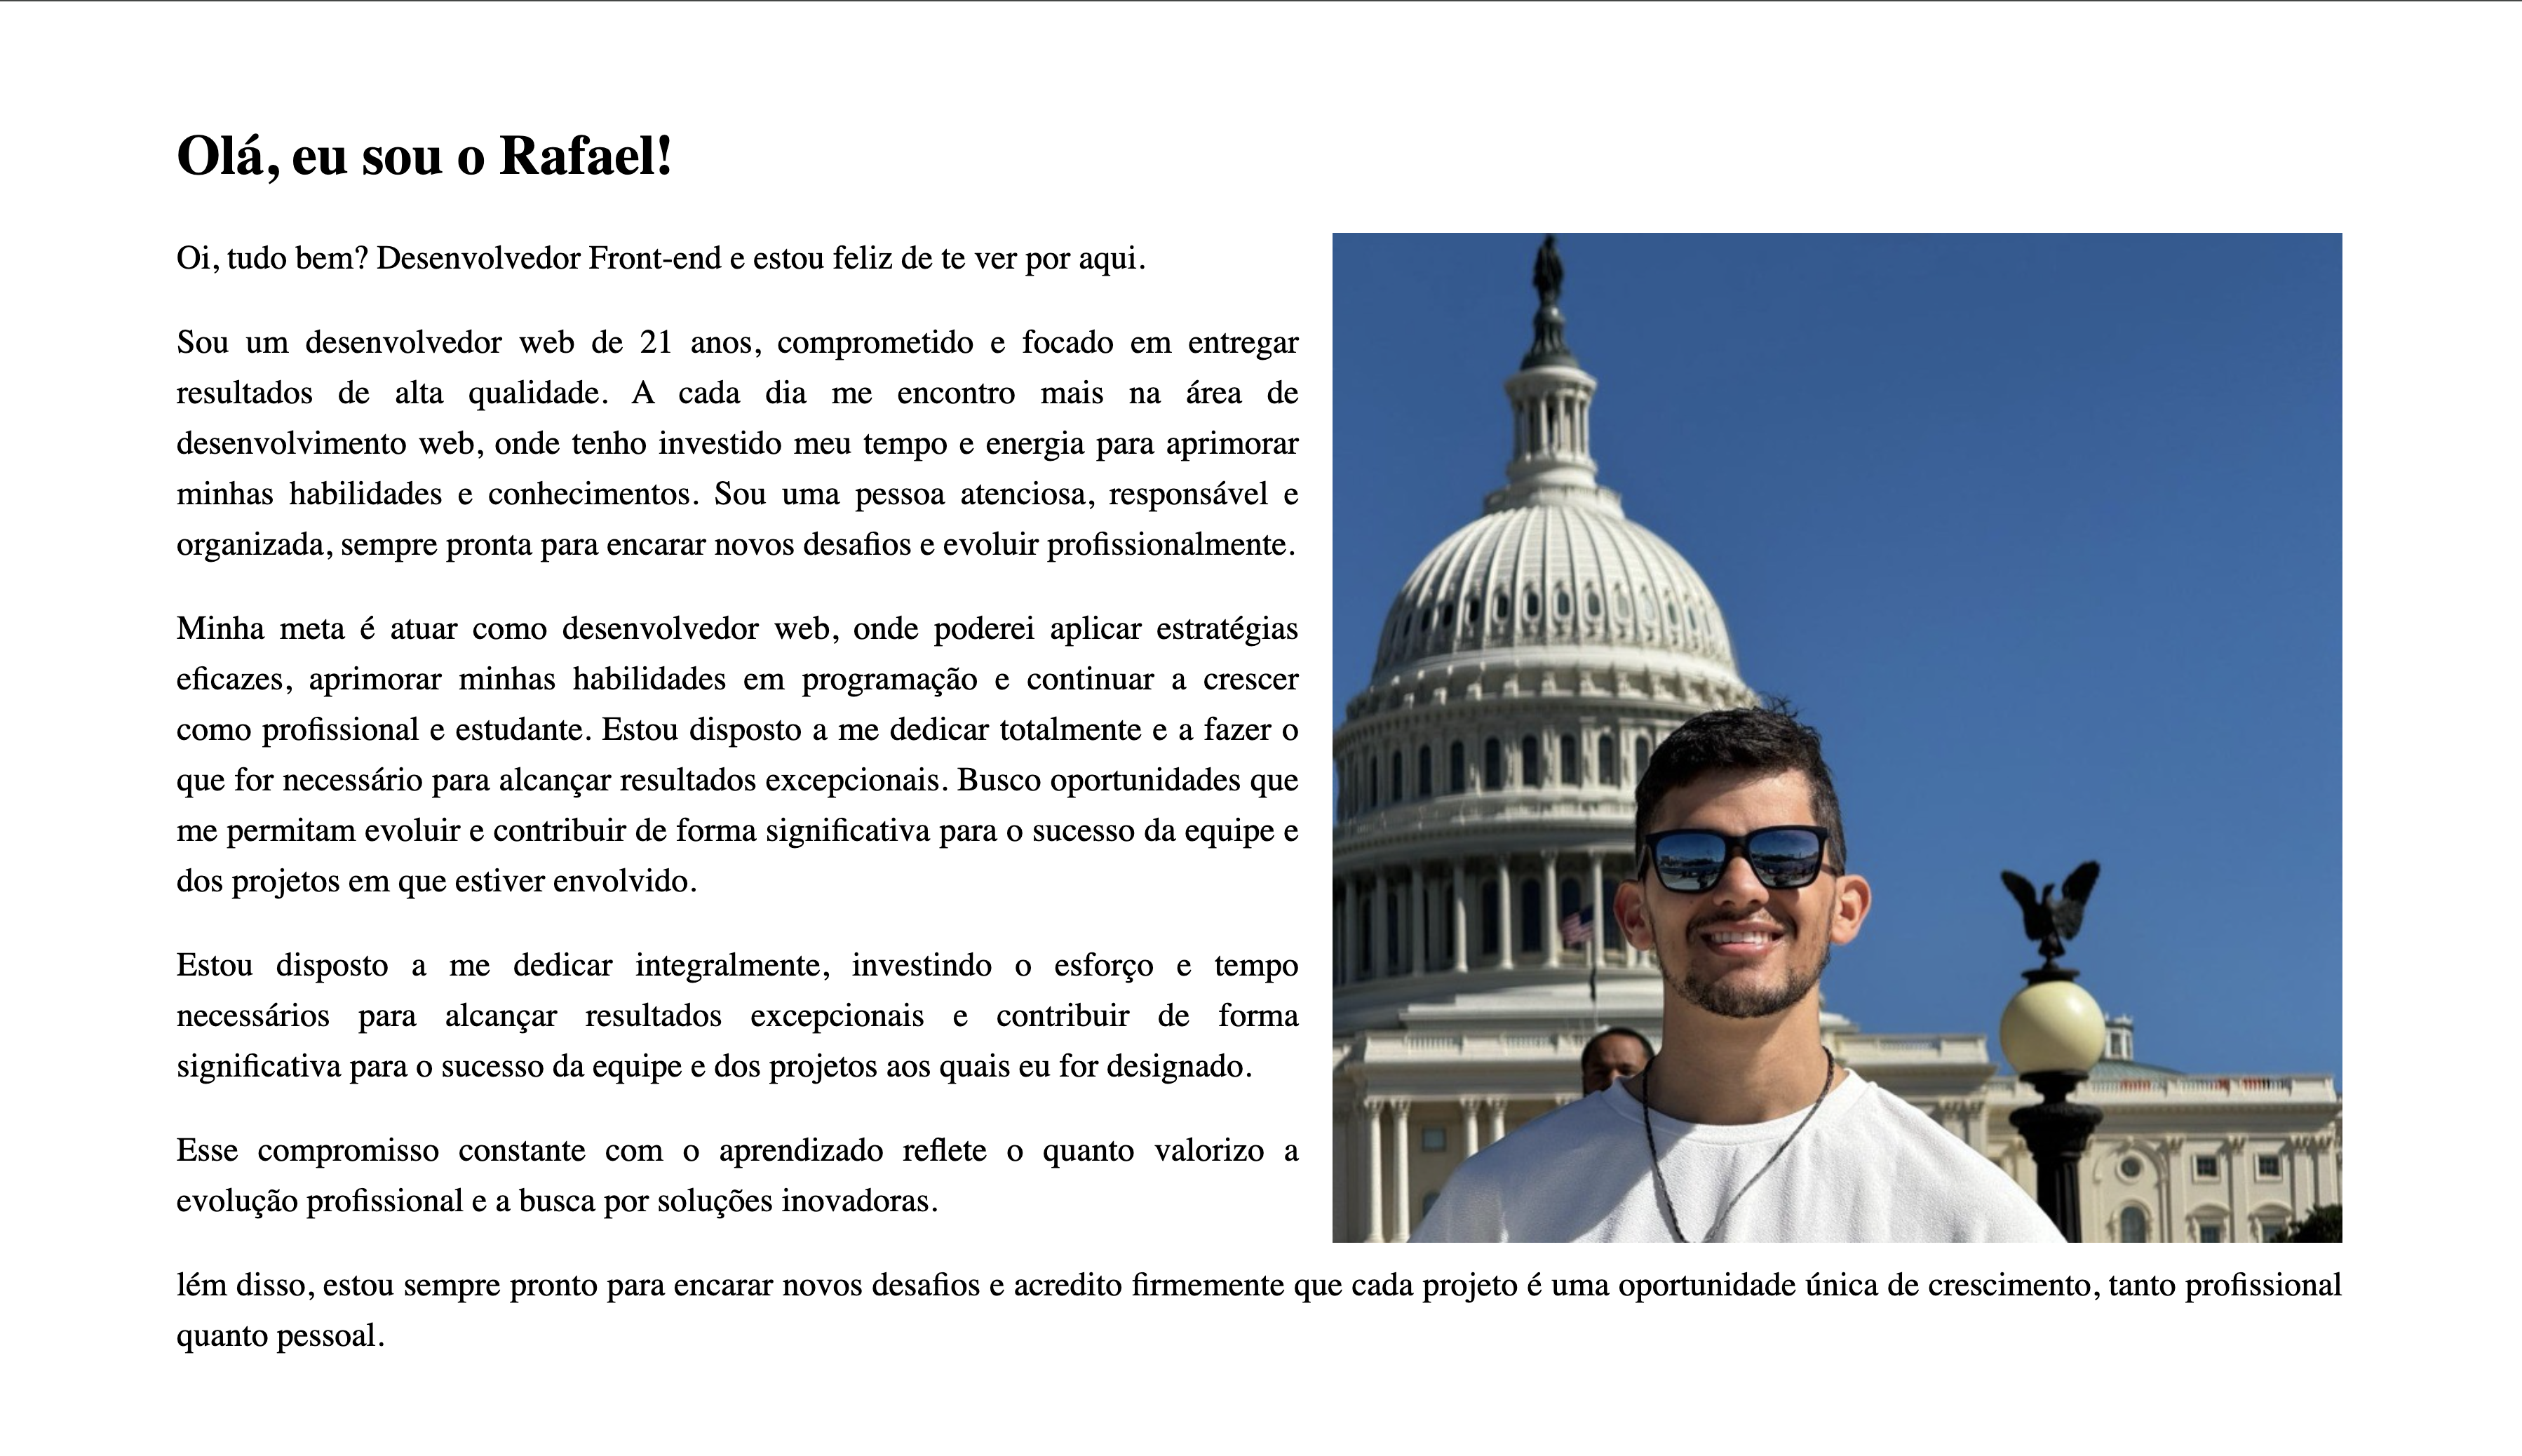 Olá, eu sou o Rafael!
Oi, tudo bem? Desenvolvedor Front-end e estou feliz de te ver por aqui.
Sou um desenvolvedor web de 21 anos, comprometido e focado em entregar
resultados de alta qualidade. A cada dia me encontro mais na área de
desenvolvimento web, onde tenho investido meu tempo e energia para aprimorar
minhas habilidades e conhecimentos. Sou uma pessoa atenciosa, responsável e
organizada, sempre pronta para encarar novos desafios e evoluir profissionalmente.
Minha meta é atuar como desenvolvedor web, onde poderei aplicar estratégias
eficazes, aprimorar minhas habilidades em programação e continuar a crescer
como profissional e estudante. Estou disposto a me dedicar totalmente e a fazer o
que for necessário para alcançar resultados excepcionais. Busco oportunidades que
me permitam evoluir e contribuir de forma significativa para o sucesso da equipe e
dos projetos em que estiver envolvido.
Estou disposto a me dedicar integralmente, investindo o esforço e tempo
necessários para alcançar resultados excepcionais e contribuir de forma
significativa para o sucesso da equipe e dos projetos aos quais eu for designado.
Esse compromisso constante com o aprendizado reflete o quanto valorizo a
evolução profissional e a busca por soluções inovadoras.
lém disso, estou sempre pronto para encarar novos desafios e acredito firmemente que cada projeto é uma oportunidade única de crescimento, tanto profissional
quanto pessoal.